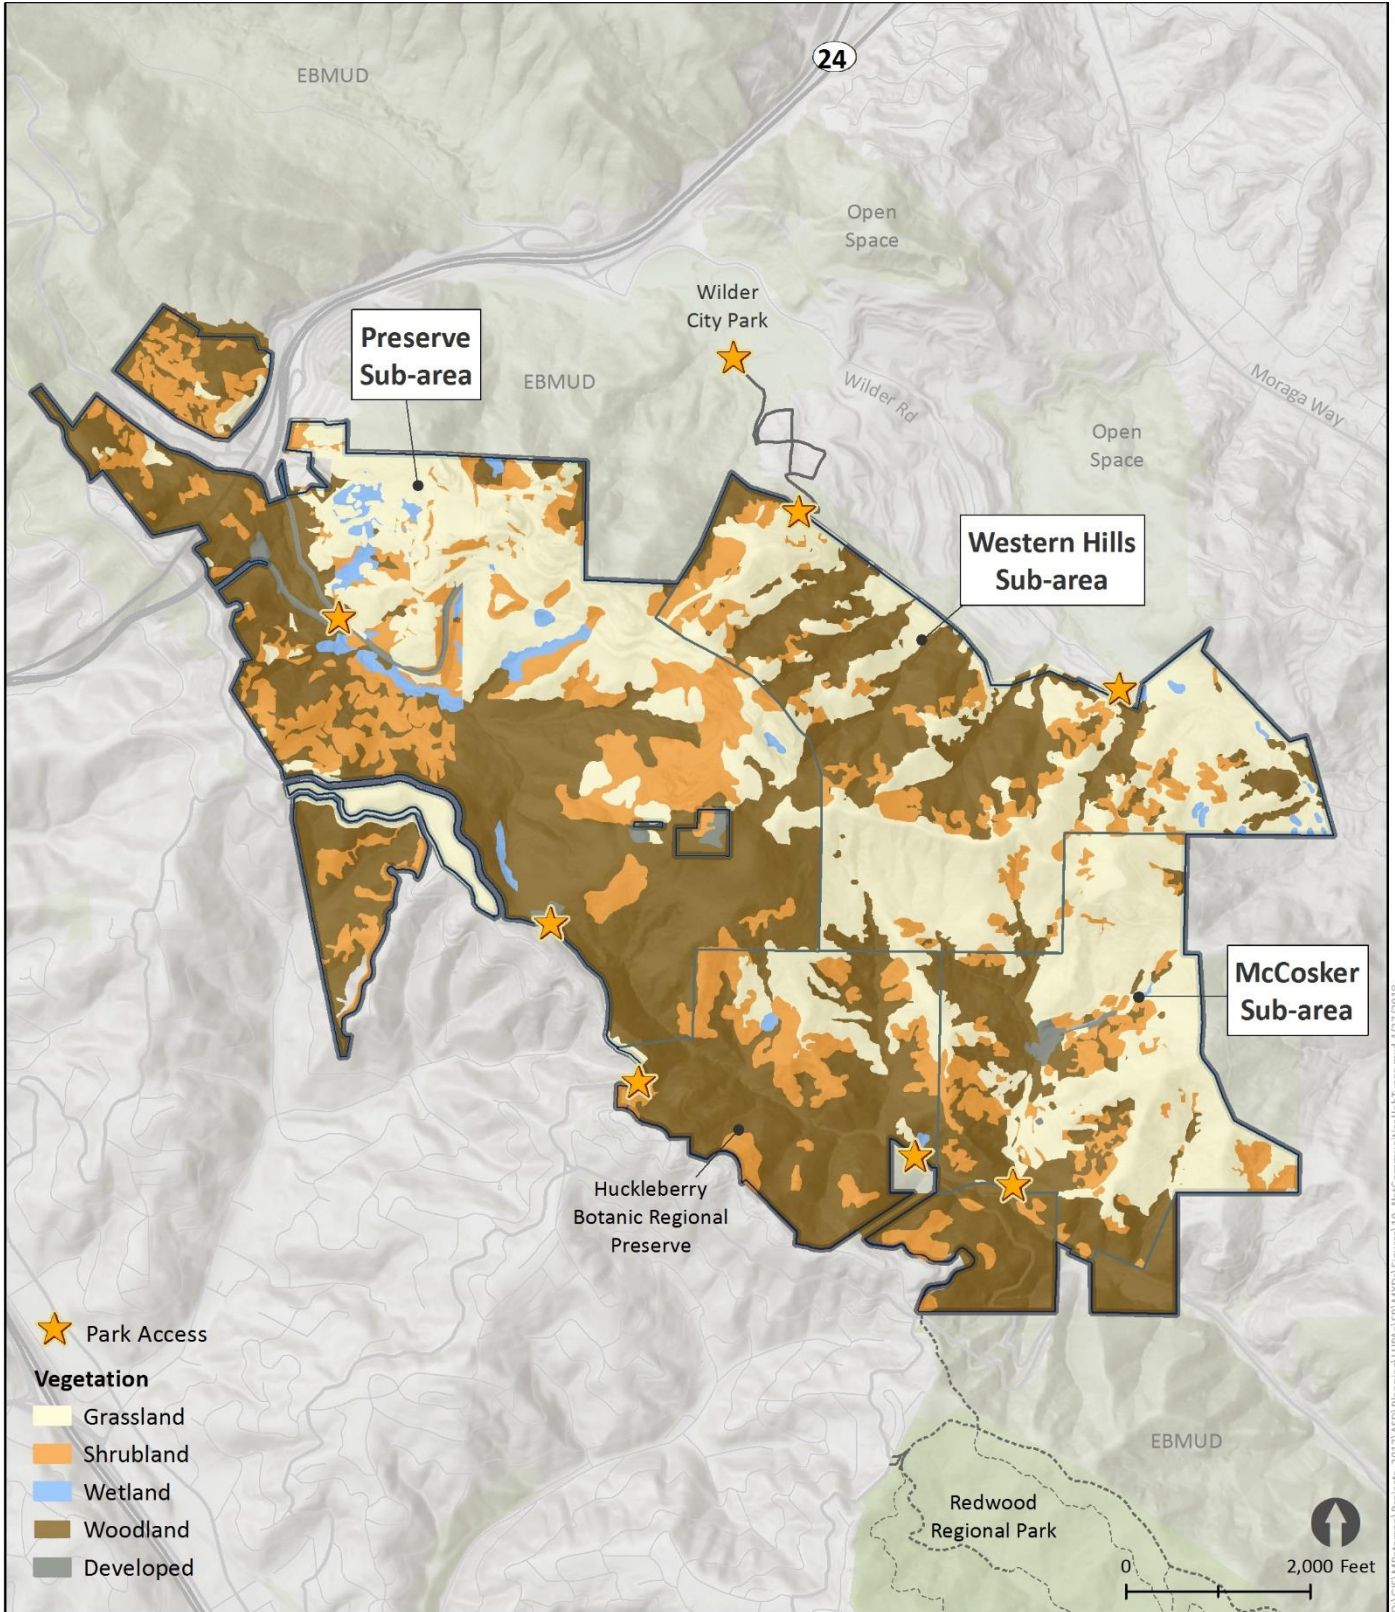 EBMUD
24
Open
Space
Wilder
City Park
Preserve
Sub-area
EBMUD
Wilder Rd
Moraga Way
Open
Space
Western Hills
Sub-area
McCosker
Sub-area
Huckleberry
Botanic Regional
Preserve
Park Access
Vegetation
Grassland
Shrubland
Wetland
Woodland
Developed
EBMUD
Redwood
Regional Park
0 2,000 Feet